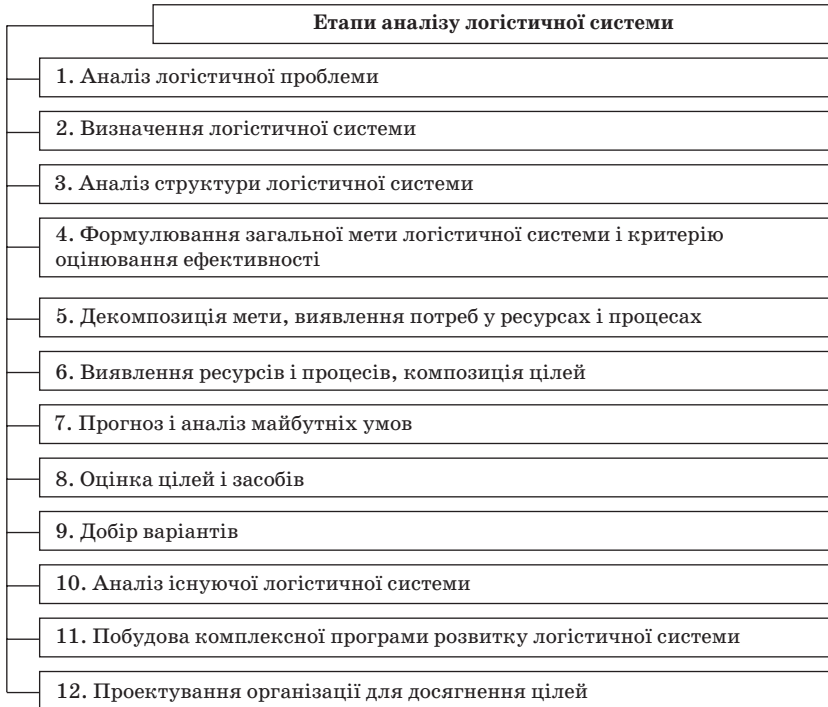 Етапи аналізу логістичної системи
1. Аналіз логістичної проблеми
2. Визначення логістичної системи
3. Аналіз структури логістичної системи
4. Формулювання загальної мети логістичної системи і критерію
оцінювання ефективності
5. Декомпозиція мети, виявлення потреб у ресурсах і процесах
6. Виявлення ресурсів і процесів, композиція цілей
7. Прогноз і аналіз майбутніх умов
8. Оцінка цілей і засобів
9. Добір варіантів
10. Аналіз існуючої логістичної системи
11. Побудова комплексної програми розвитку логістичної системи
12. Проектування організації для досягнення цілей